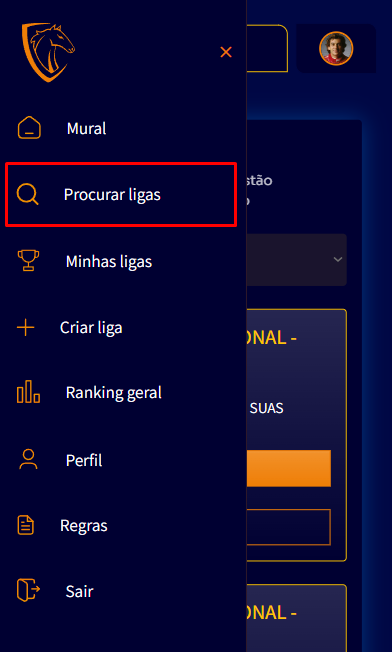 Mural
Procurar ligas
stão
Minhas ligas
Criar liga
ONAL -
Ranking geral
SUAS
Perfil
Regras
Sair
ONAL -